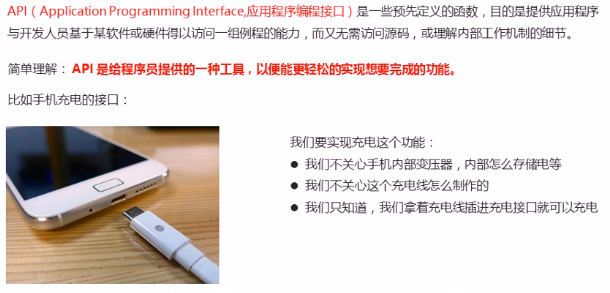 API（Application Programming Interface,应用程序编程接口）是一些预先定义的函数，目的是提供应用程序
与开发人员基于某软件或硬件得以访问一组例程的能力，而又无需访问源码，或理解内部工作机制的细节。
简单理解： API 是给程序员提供的一种工具，以便能更轻松的实现想要完成的功能。
比如手机充电的接口：
我们要实现充电这个功能：
● 我们不关心手机内部变压器，内部怎么存储电等
● 我们不关心这个充电线怎么制作的
● 我们只知道，我们拿着充电线插进充电接口就可以充电